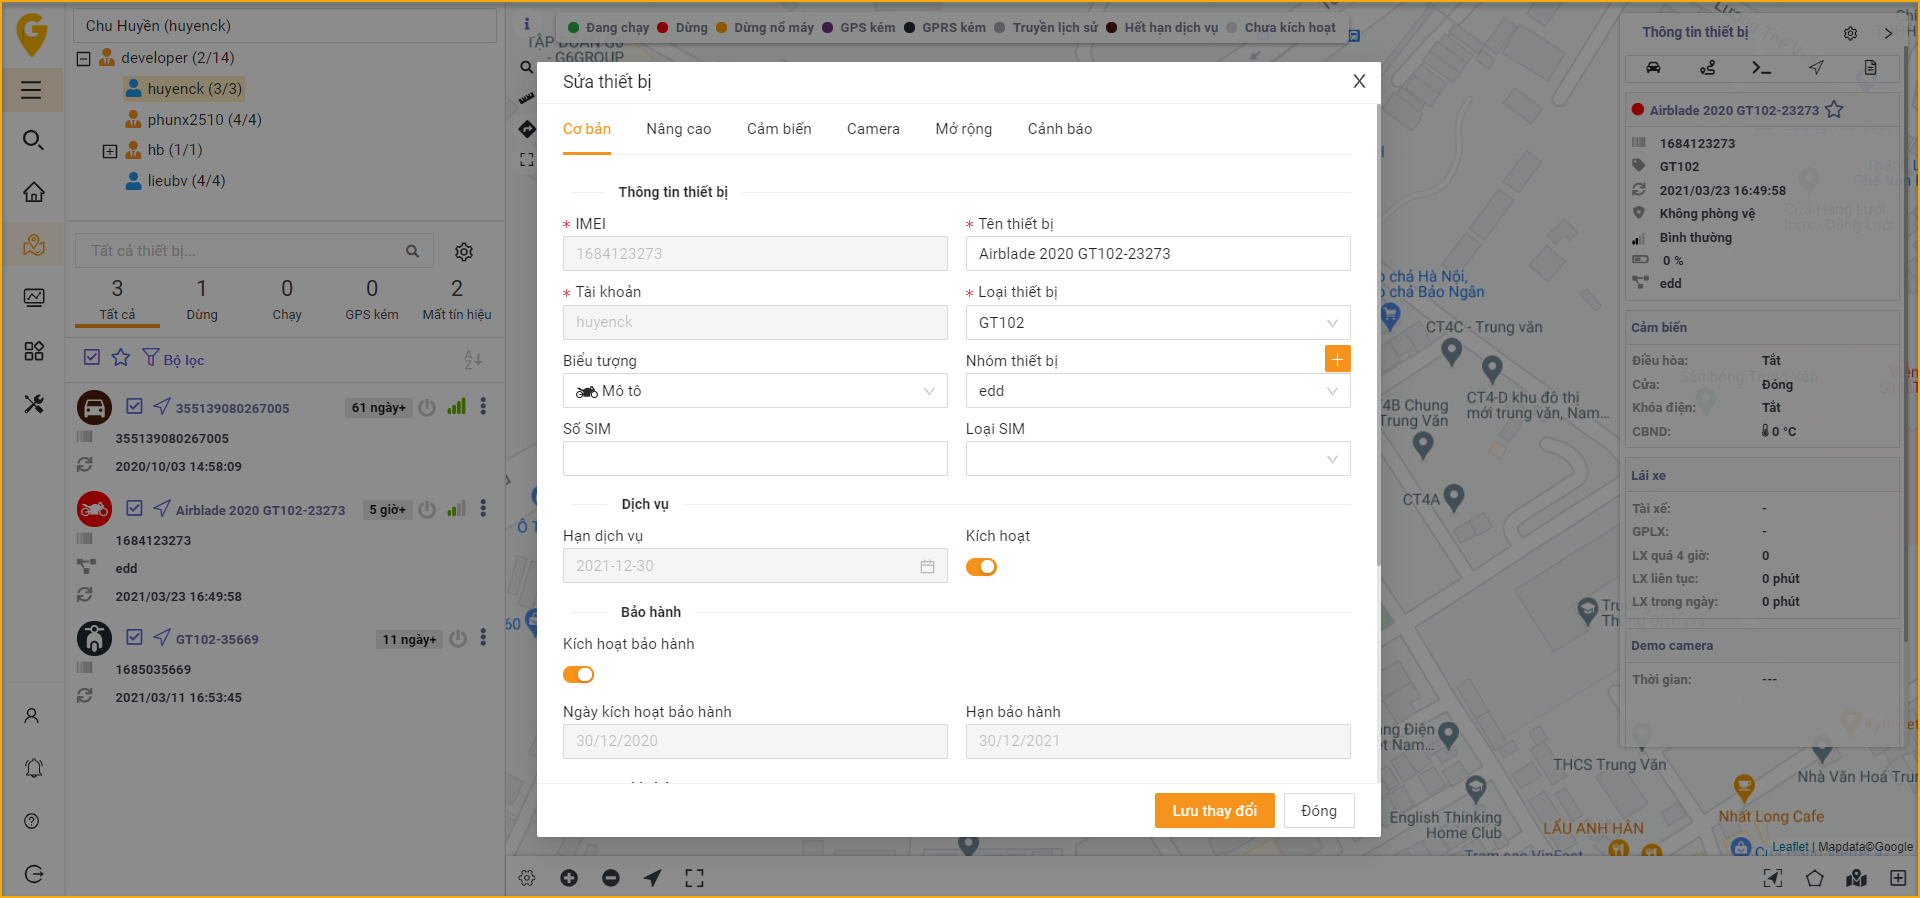 Chu Huyền (huyenck)
developer (2/14)
huyenck (3/3)
phunx2510 (4/4)
hb (1/1)
lieubv (4/4)
Tất cả thiết bị...
3 1 0 0 2
Tất cả Dừng Chạy GPS kém Mất tín hiệu
Bộ lọc
355139080267005 61 ngày+
355139080267005
2020/10/03 14:58:09
Airblade 2020 GT102-23273 5 giờ+
1684123273
edd
2021/03/23 16:49:58
GT102-35669 11 ngày+
1685035669
2021/03/11 16:53:45
Đang chạy Dừng Dừng nổ máy GPS kém GPRS kém Truyền lịch sử Hết hạn dịch vụ Chưa kích hoạt
G6GROUP
Sửa thiết bị X
Cơ bản Nâng cao Cảm biến Camera Mở rộng Cảnh báo
Thông tin thiết bị
* IMEI
1684123273
* Tên thiết bị
Airblade 2020 GT102-23273
* Tài khoản
huyenck
* Loại thiết bị
GT102
Biểu tượng
Mô tô
Nhóm thiết bị
edd
Số SIM
Loại SIM
Dịch vụ
Hạn dịch vụ
2021-12-30
Kích hoạt
Bảo hành
Kích hoạt bảo hành
Ngày kích hoạt bảo hành
30/12/2020
Hạn bảo hành
30/12/2021
Lưu thay đổi Đóng
Thông tin thiết bị
Airblade 2020 GT102-23273
1684123273
GT102
2021/03/23 16:49:58
Không phòng vệ
Bình thường
0 %
edd
Cảm biến
Điều hòa: Tắt
Cửa: Đóng
Khóa điện: Tắt
CBND: 0 °C
Lái xe
Tài xế: -
GPLX: -
LX quá 4 giờ: 0
LX liên tục: 0 phút
LX trong ngày: 0 phút
Demo camera
Thời gian: ---
chả Hà Nội,
chả Bảo Ngân
CT4C - Trung văn
4B Chung
Trung Văn
CT4-D khu đô thị
mới trung văn, Nam...
CT4A
Sân bóng Trung Văn
THCS Trung Văn
Nhà Văn Hoá
English Thinking
Home Club
LẨU ANH HÂN
Nhất Long Cafe
Trạm sạc VinFast
Leaflet | Mapdata©Google